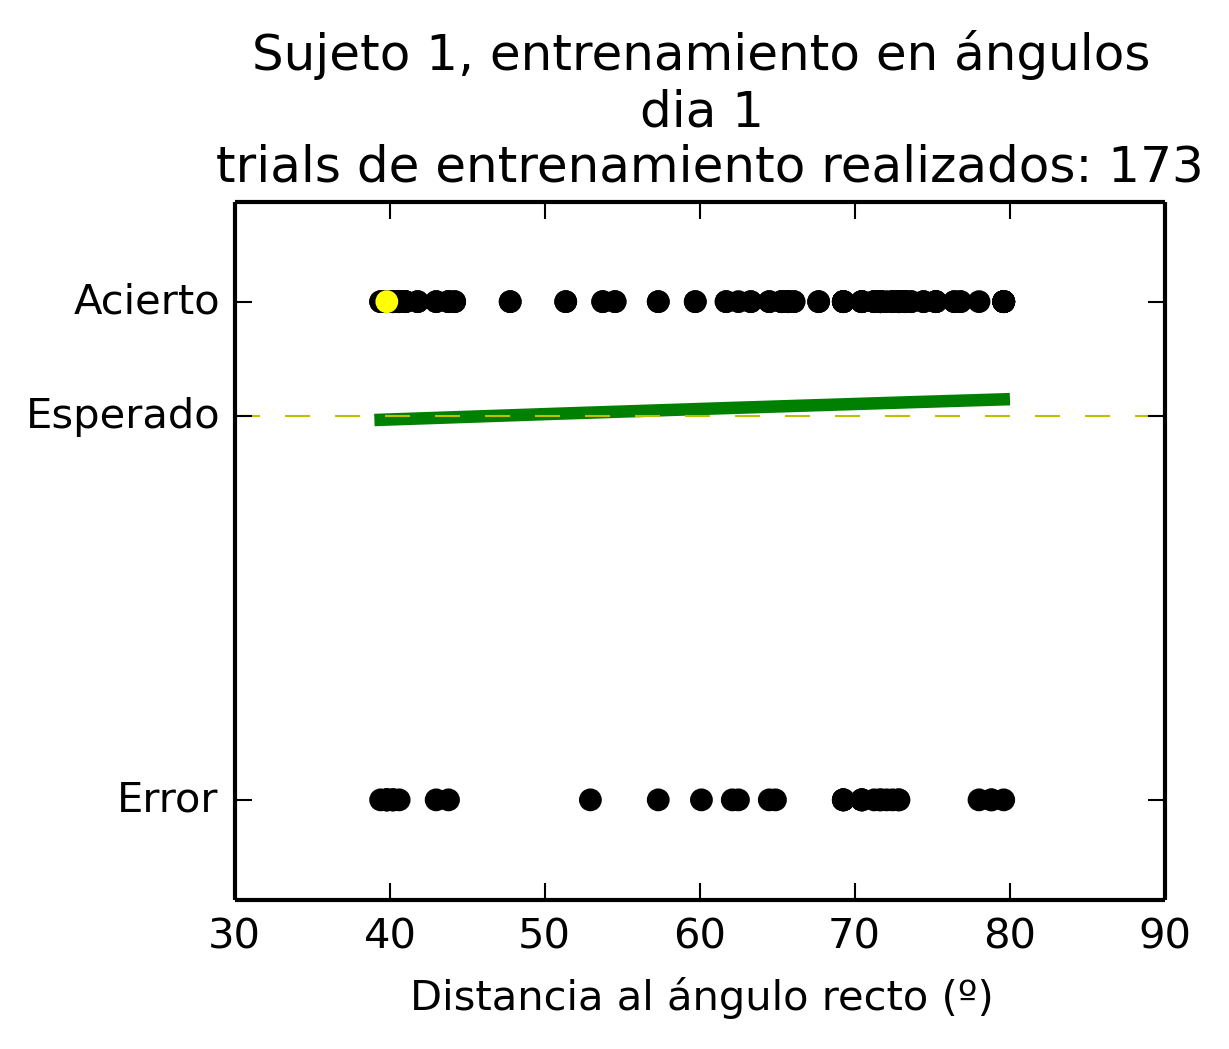 Sujeto 1, entrenamiento en ángulos
dia 1
trials de entrenamiento realizados: 173
Acierto
Esperado
Error
30 40 50 60 70 80 90
Distancia al ángulo recto (º)